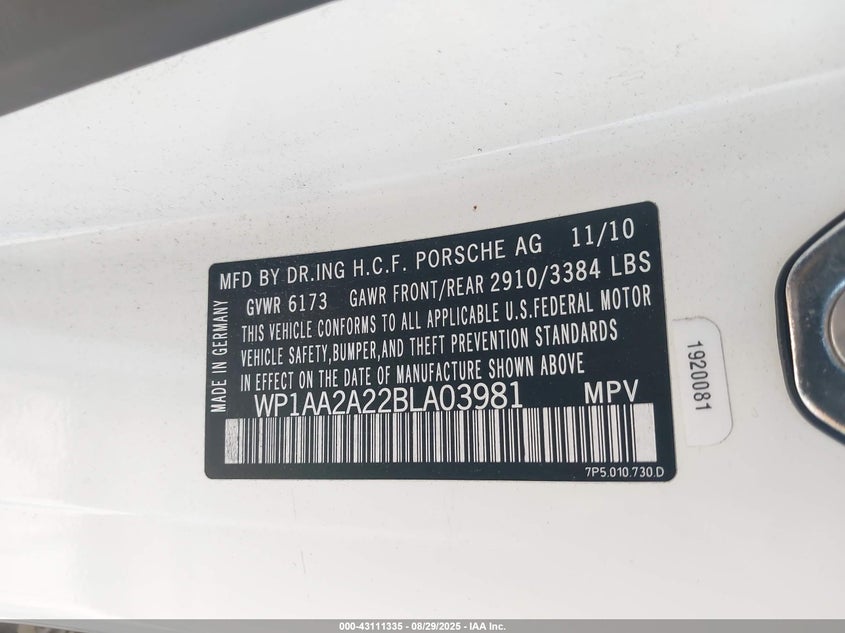 MFD BY DR.ING H.C.F. PORSCHE AG 11/10
GVWR 6173 GAWR FRONT/REAR 2910/3384 LBS
THIS VEHICLE CONFORMS TO ALL APPLICABLE U.S.FEDERAL MOTOR
VEHICLE SAFETY,BUMPER,AND THEFT PREVENTION STANDARDS
IN EFFECT ON THE DATE OF MANUFACTURE SHOWN ABOVE
WP1AA2A22BLA03981 MPV
7P5.010.730.D
MADE IN GERMANY
1920081
000-43111335 - 08/29/2025 - IAA Inc.